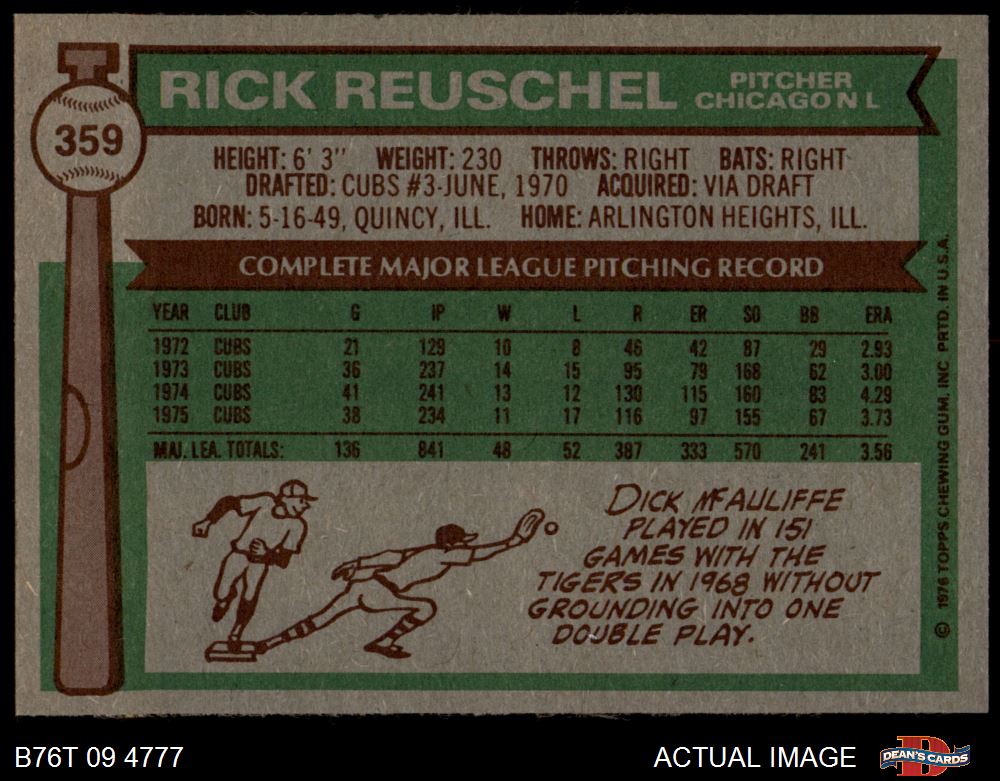 RICK REUSCHEL
PITCHER
CHICAGO N L
359
HEIGHT: 6' 3" WEIGHT: 230 THROWS: RIGHT BATS: RIGHT
DRAFTED: CUBS #3-JUNE, 1970 ACQUIRED: VIA DRAFT
BORN: 5-16-49, QUINCY, ILL. HOME: ARLINGTON HEIGHTS, ILL.
COMPLETE MAJOR LEAGUE PITCHING RECORD
YEAR CLUB G IP W L R ER SO BB ERA
1972 CUBS 21 129 10 8 46 42 87 29 2.93
1973 CUBS 36 237 14 15 95 79 168 62 3.00
1974 CUBS 41 241 13 12 130 115 160 83 4.29
1975 CUBS 38 234 11 17 116 97 155 67 3.73
MAJ. LEA. TOTALS: 136 841 48 52 387 333 570 241 3.56
DICK McAULIFFE
PLAYED IN 151
GAMES WITH THE
TIGERS IN 1968 WITHOUT
GROUNDING INTO ONE
DOUBLE PLAY.
© 1976 TOPPS CHEWING GUM, INC PRTD. IN U.S.A.
B76T 09 4777
ACTUAL IMAGE
D
DEAN'S CARDS